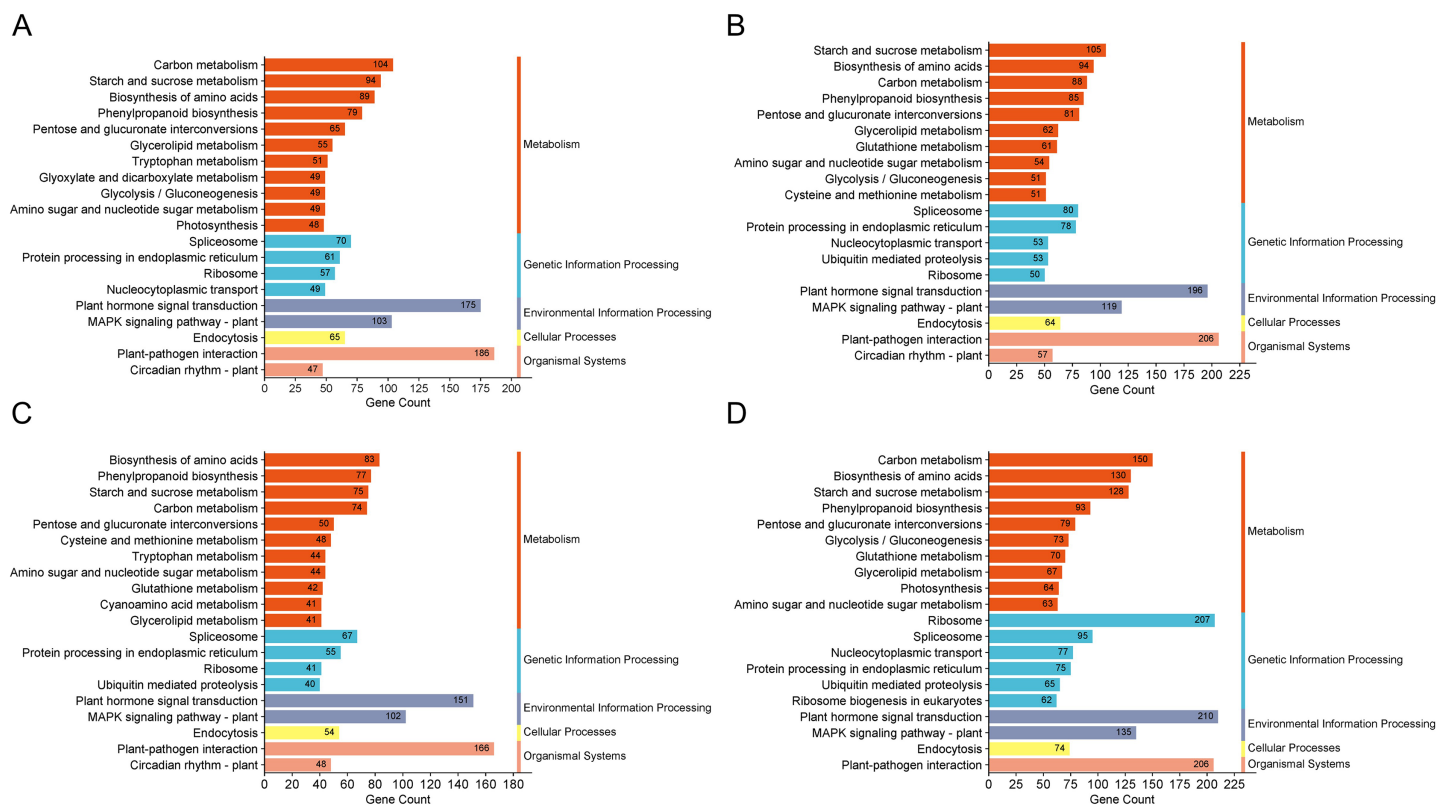 A
Carbon metabolism 104
Starch and sucrose metabolism 94
Biosynthesis of amino acids 89
Phenylpropanoid biosynthesis 79
Pentose and glucuronate interconversions 65
Glycerolipid metabolism 55
Tryptophan metabolism 51
Glyoxylate and dicarboxylate metabolism 49
Glycolysis / Gluconeogenesis 49
Amino sugar and nucleotide sugar metabolism 49
Photosynthesis 48
Metabolism
Spliceosome 70
Protein processing in endoplasmic reticulum 61
Ribosome 57
Nucleocytoplasmic transport 49
Genetic Information Processing
Plant hormone signal transduction 175
MAPK signaling pathway - plant 103
Environmental Information Processing
Endocytosis 65
Cellular Processes
Plant-pathogen interaction 186
Circadian rhythm - plant 47
Organismal Systems
0 25 50 75 100 125 150 175 200
Gene Count
B
Starch and sucrose metabolism 105
Biosynthesis of amino acids 94
Carbon metabolism 88
Phenylpropanoid biosynthesis 85
Pentose and glucuronate interconversions 81
Glycerolipid metabolism 62
Glutathione metabolism 61
Amino sugar and nucleotide sugar metabolism 54
Glycolysis / Gluconeogenesis 51
Cysteine and methionine metabolism 51
Metabolism
Spliceosome 80
Protein processing in endoplasmic reticulum 78
Nucleocytoplasmic transport 53
Ubiquitin mediated proteolysis 53
Ribosome 50
Genetic Information Processing
Plant hormone signal transduction 196
MAPK signaling pathway - plant 119
Environmental Information Processing
Endocytosis 64
Cellular Processes
Plant-pathogen interaction 206
Circadian rhythm - plant 57
Organismal Systems
0 25 50 75 100 125 150 175 200 225
Gene Count
C
Biosynthesis of amino acids 83
Phenylpropanoid biosynthesis 77
Starch and sucrose metabolism 75
Carbon metabolism 74
Pentose and glucuronate interconversions 50
Cysteine and methionine metabolism 48
Tryptophan metabolism 44
Amino sugar and nucleotide sugar metabolism 44
Glutathione metabolism 42
Cyanoamino acid metabolism 41
Glycerolipid metabolism 41
Metabolism
Spliceosome 67
Protein processing in endoplasmic reticulum 55
Ribosome 41
Ubiquitin mediated proteolysis 40
Genetic Information Processing
Plant hormone signal transduction 151
MAPK signaling pathway - plant 102
Environmental Information Processing
Endocytosis 54
Cellular Processes
Plant-pathogen interaction 166
Circadian rhythm - plant 48
Organismal Systems
0 20 40 60 80 100 120 140 160 180
Gene Count
D
Carbon metabolism 150
Biosynthesis of amino acids 130
Starch and sucrose metabolism 128
Phenylpropanoid biosynthesis 93
Pentose and glucuronate interconversions 79
Glycolysis / Gluconeogenesis 73
Glutathione metabolism 70
Glycerolipid metabolism 67
Photosynthesis 64
Amino sugar and nucleotide sugar metabolism 63
Metabolism
Ribosome 207
Spliceosome 95
Nucleocytoplasmic transport 77
Protein processing in endoplasmic reticulum 75
Ubiquitin mediated proteolysis 65
Ribosome biogenesis in eukaryotes 62
Genetic Information Processing
Plant hormone signal transduction 210
MAPK signaling pathway - plant 135
Environmental Information Processing
Endocytosis 74
Cellular Processes
Plant-pathogen interaction 206
Organismal Systems
0 25 50 75 100 125 150 175 200 225
Gene Count